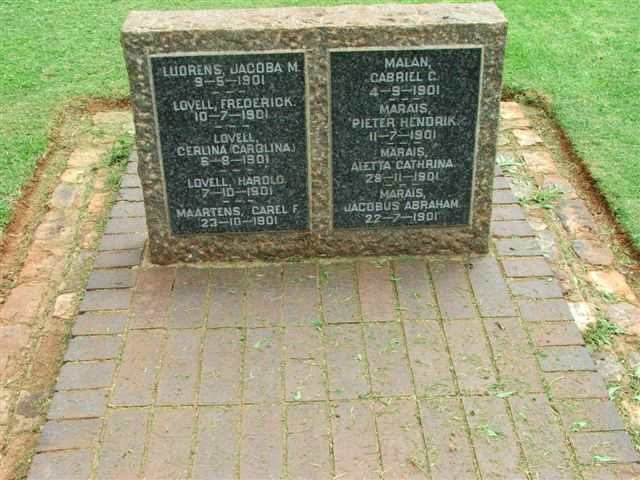 LUORENS, JACOBA M.
9-5-1901
LOVELL, FREDERICK.
10-7-1901
LOVELL,
CERLINA (CAROLINA)
6-8-1901
LOVELL, HAROLD.
7-10-1901
MAARTENS, CAREL F.
23-10-1901
MALAN,
GABRIEL G.
4-9-1901
MARAIS,
PIETER HENDRIK.
11-7-1901
MARAIS,
ALETTA CATHRINA.
28-11-1901
MARAIS,
JACOBUS ABRAHAM.
22-7-1901